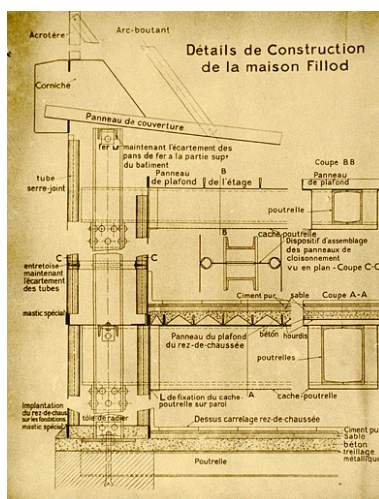 Acrotère
Arc-boutant
Détails de Construction
de la maison Fillod
Corniche
Panneau de couverture
fer maintenant l'écartement des
pans de fer a la partie supr
du batiment
Panneau
de plafond
B
de l'étage
Coupe BB
Panneau
de plafond
tube
serre-joint
poutrelle
B
cache-poutrelle
Dispositif d'assemblage
des panneaux de
cloisonnement
vu en plan - Coupe C-C
C
C
entretoise
maintenant
l'écartement
des tubes
Ciment pur
sable
Coupe A-A
mastic spécial
Panneau du plafond
du rez-de-chaussée
béton
hourdis
poutrelles
Implantation
du rez-de-chaus
sur les fondations
mastic spécial
L de fixation du cache-
poutrelle sur paroi
A
cache-poutrelle
tôle de radier
Dessus carrelage rez-de-chaussée
Ciment pur
Sable
béton
treillage
métallique
Poutrelle